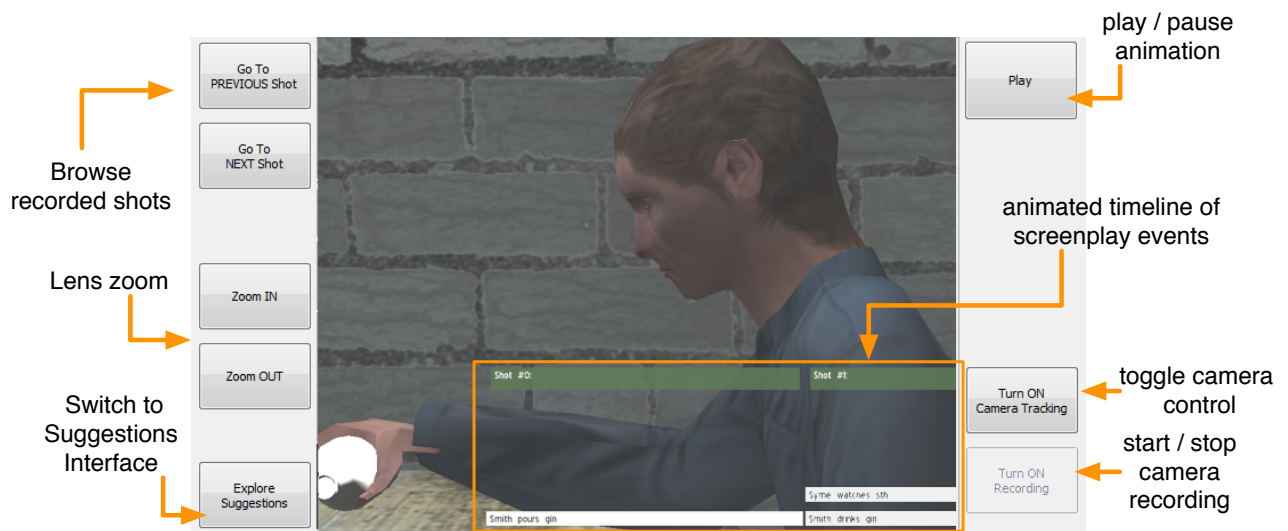 Go To
PREVIOUS Shot
Go To
NEXT Shot
Browse
recorded shots
Lens zoom
Zoom IN
Zoom OUT
Switch to
Suggestions
Interface
Explore
Suggestions
Shot #0:
Shot #1:
Syme watches sth
Smith pours gin
Smith drinks gin
play / pause
animation
Play
animated timeline of
screenplay events
Turn ON
Camera Tracking
toggle camera
control
Turn ON
Recording
start / stop
camera
recording